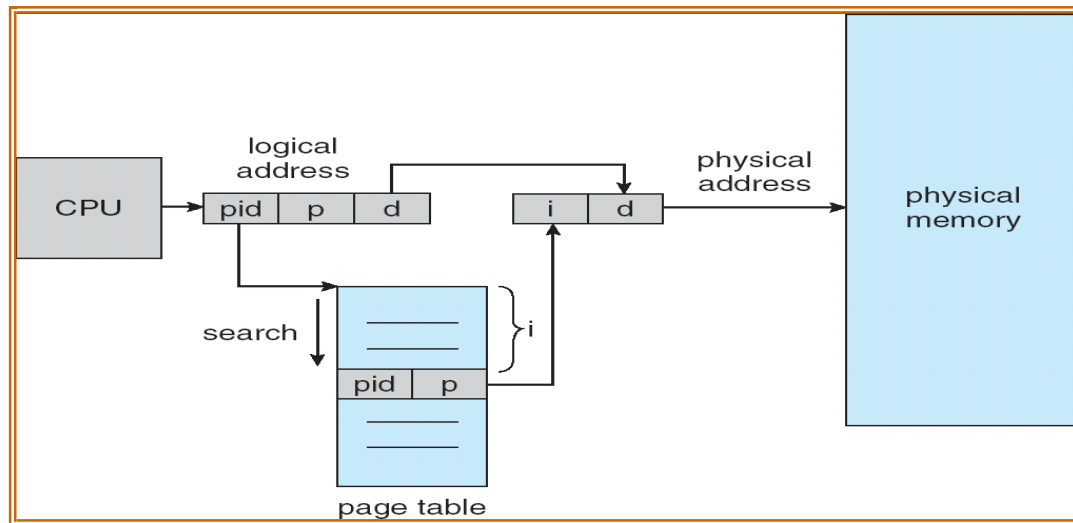 logical
address
physical
address
CPU
pid p d
i d
physical
memory
search
i
pid p
page table